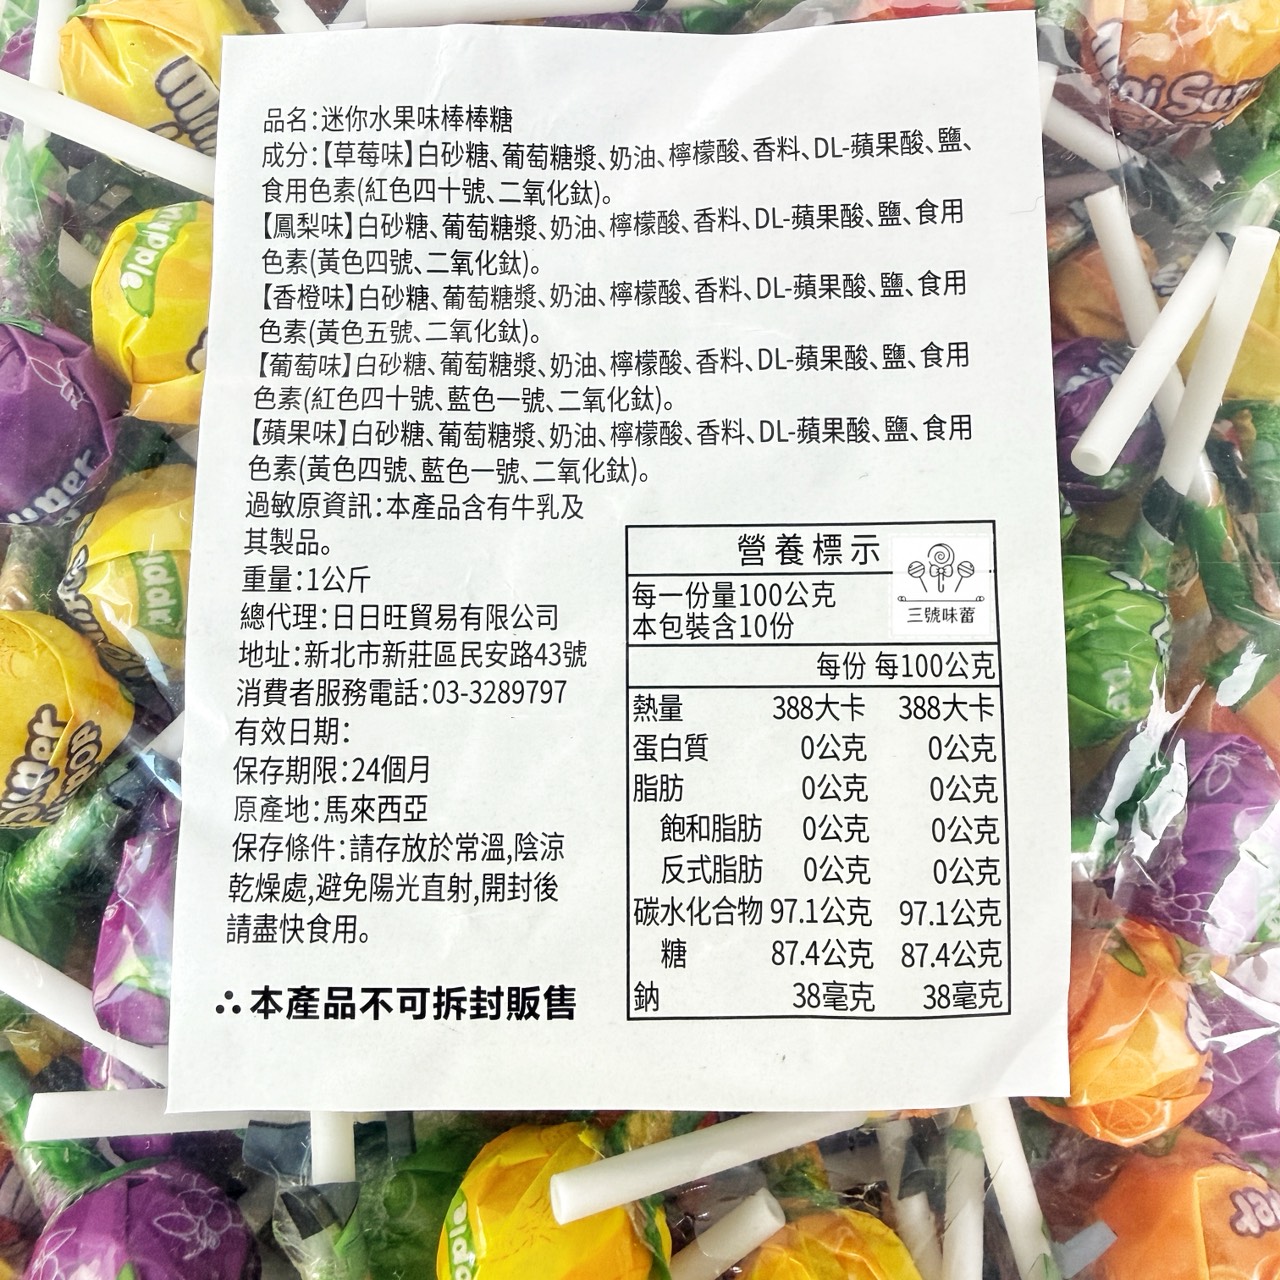 品名:迷你水果味棒棒糖
成分:【草莓味】白砂糖、葡萄糖漿、奶油、檸檬酸、香料、DL-蘋果酸、鹽、
食用色素(紅色四十號、二氧化鈦)。
【鳳梨味】白砂糖、葡萄糖漿、奶油、檸檬酸、香料、DL-蘋果酸、鹽、食用
色素(黃色四號、二氧化鈦)。
【香橙味】白砂糖、葡萄糖漿、奶油、檸檬酸、香料、DL-蘋果酸、鹽、食用
色素(黃色五號、二氧化鈦)。
【葡萄味】白砂糖、葡萄糖漿、奶油、檸檬酸、香料、DL-蘋果酸、鹽、食用
色素(紅色四十號、藍色一號、二氧化鈦)。
【蘋果味】白砂糖、葡萄糖漿、奶油、檸檬酸、香料、DL-蘋果酸、鹽、食用
色素(黃色四號、藍色一號、二氧化鈦)。
過敏原資訊:本產品含有牛乳及
其製品。
重量:1公斤
總代理:日日旺貿易有限公司
地址:新北市新莊區民安路43號
消費者服務電話:03-3289797
有效日期:
保存期限:24個月
原產地:馬來西亞
保存條件:請存放於常溫,陰涼
乾燥處,避免陽光直射,開封後
請盡快食用。
∴本產品不可拆封販售
營養標示
三號味蕾
每一份量100公克
本包裝含10份
每份 每100公克
熱量 388大卡 388大卡
蛋白質 0公克 0公克
脂肪 0公克 0公克
飽和脂肪 0公克 0公克
反式脂肪 0公克 0公克
碳水化合物 97.1公克 97.1公克
糖 87.4公克 87.4公克
鈉 38毫克 38毫克